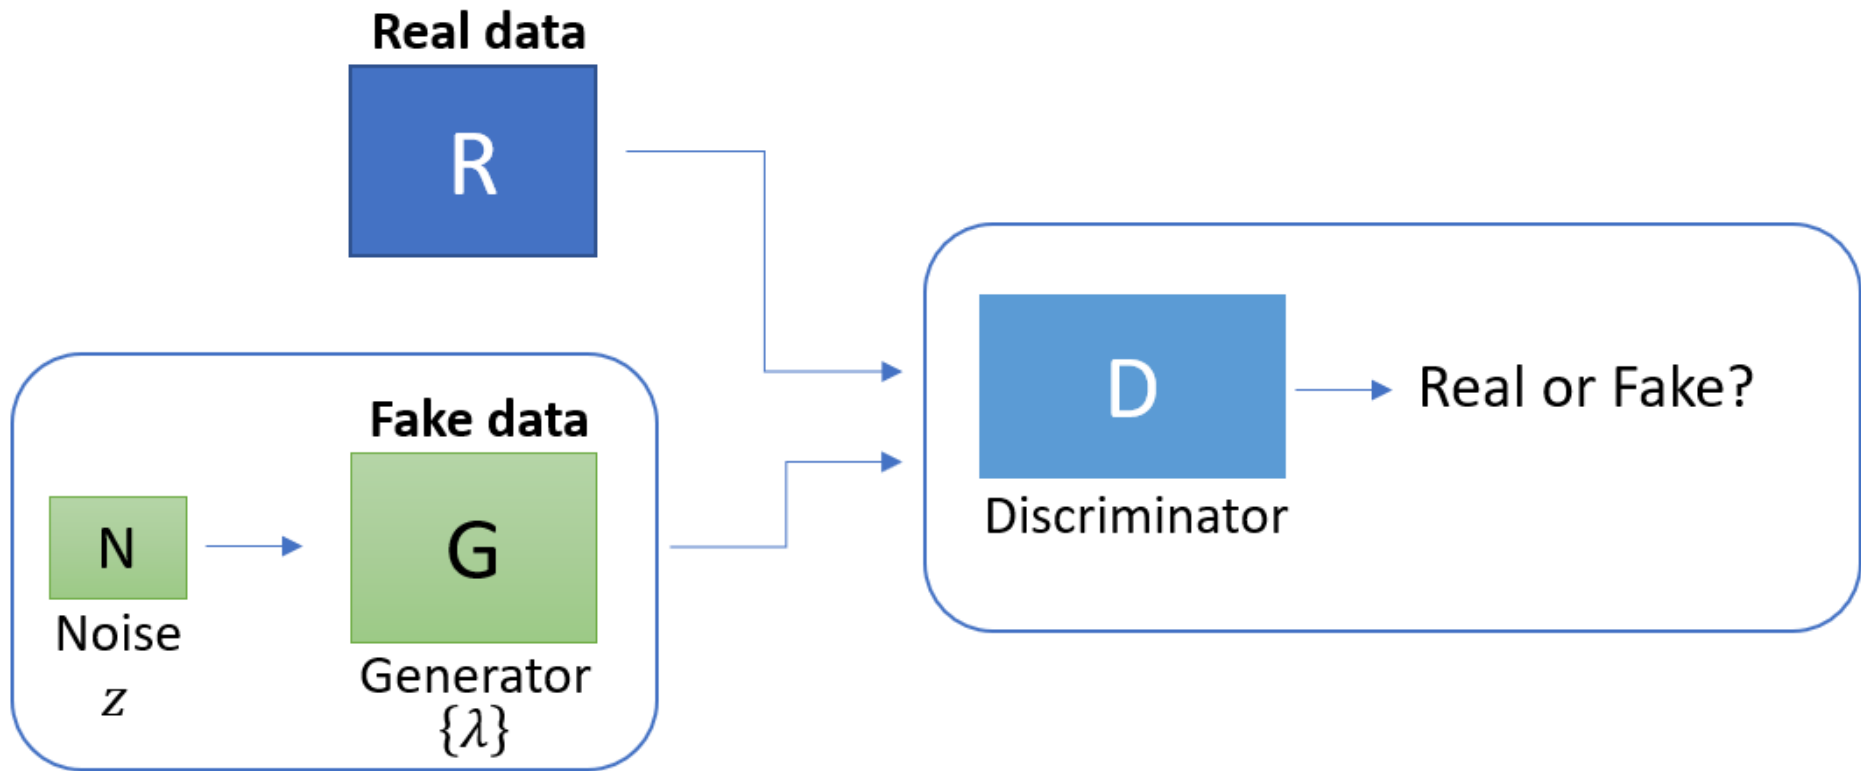 Real data
R
Fake data
N
G
Noise
z
Generator
{λ}
D
Discriminator
Real or Fake?